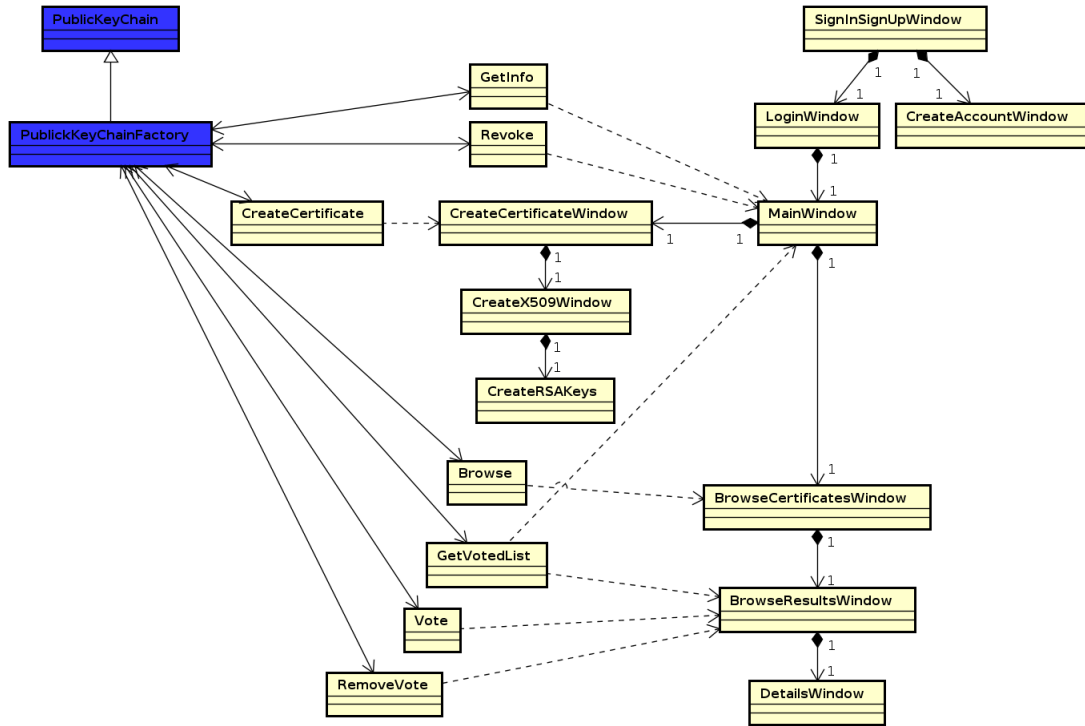 PublicKeyChain
SignInSignUpWindow
1
1
GetInfo
1
1
LoginWindow
CreateAccountWindow
PublickKeyChainFactory
Revoke
1
1
CreateCertificate
CreateCertificateWindow
MainWindow
1
1
1
1
1
CreateX509Window
1
1
CreateRSAKeys
Browse
1
BrowseCertificatesWindow
1
GetVotedList
1
BrowseResultsWindow
Vote
1
1
RemoveVote
DetailsWindow